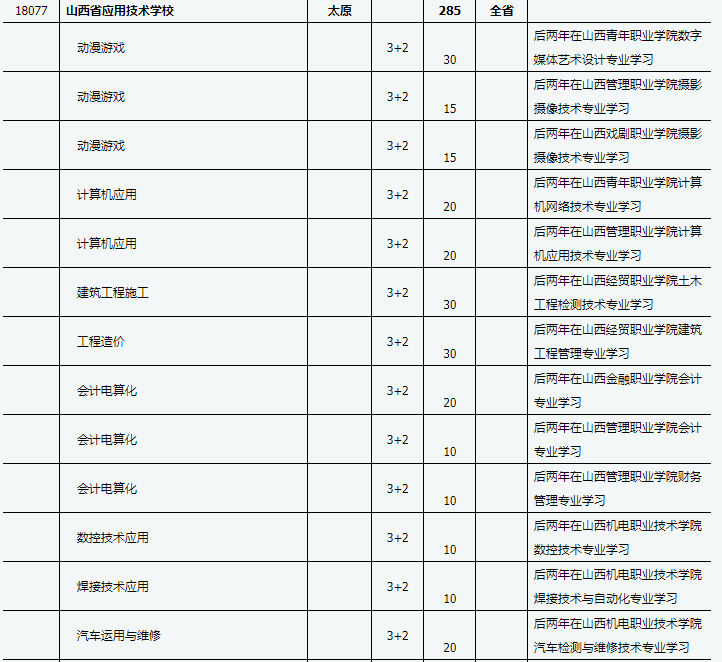 18077 山西省应用技术学校 太原 285 全省
动漫游戏 3+2 30 后两年在山西青年职业学院数字
媒体艺术设计专业学习
动漫游戏 3+2 15 后两年在山西管理职业学院摄影
摄像技术专业学习
动漫游戏 3+2 15 后两年在山西戏剧职业学院摄影
摄像技术专业学习
计算机应用 3+2 20 后两年在山西青年职业学院计算
机网络技术专业学习
计算机应用 3+2 20 后两年在山西管理职业学院计算
机应用技术专业学习
建筑工程施工 3+2 30 后两年在山西经贸职业学院土木
工程检测技术专业学习
工程造价 3+2 30 后两年在山西经贸职业学院建筑
工程管理专业学习
会计电算化 3+2 20 后两年在山西金融职业学院会计
专业学习
会计电算化 3+2 10 后两年在山西管理职业学院会计
专业学习
会计电算化 3+2 10 后两年在山西管理职业学院财务
管理专业学习
数控技术应用 3+2 10 后两年在山西机电职业技术学院
数控技术专业学习
焊接技术应用 3+2 10 后两年在山西机电职业技术学院
焊接技术与自动化专业学习
汽车运用与维修 3+2 20 后两年在山西机电职业技术学院
汽车检测与维修技术专业学习